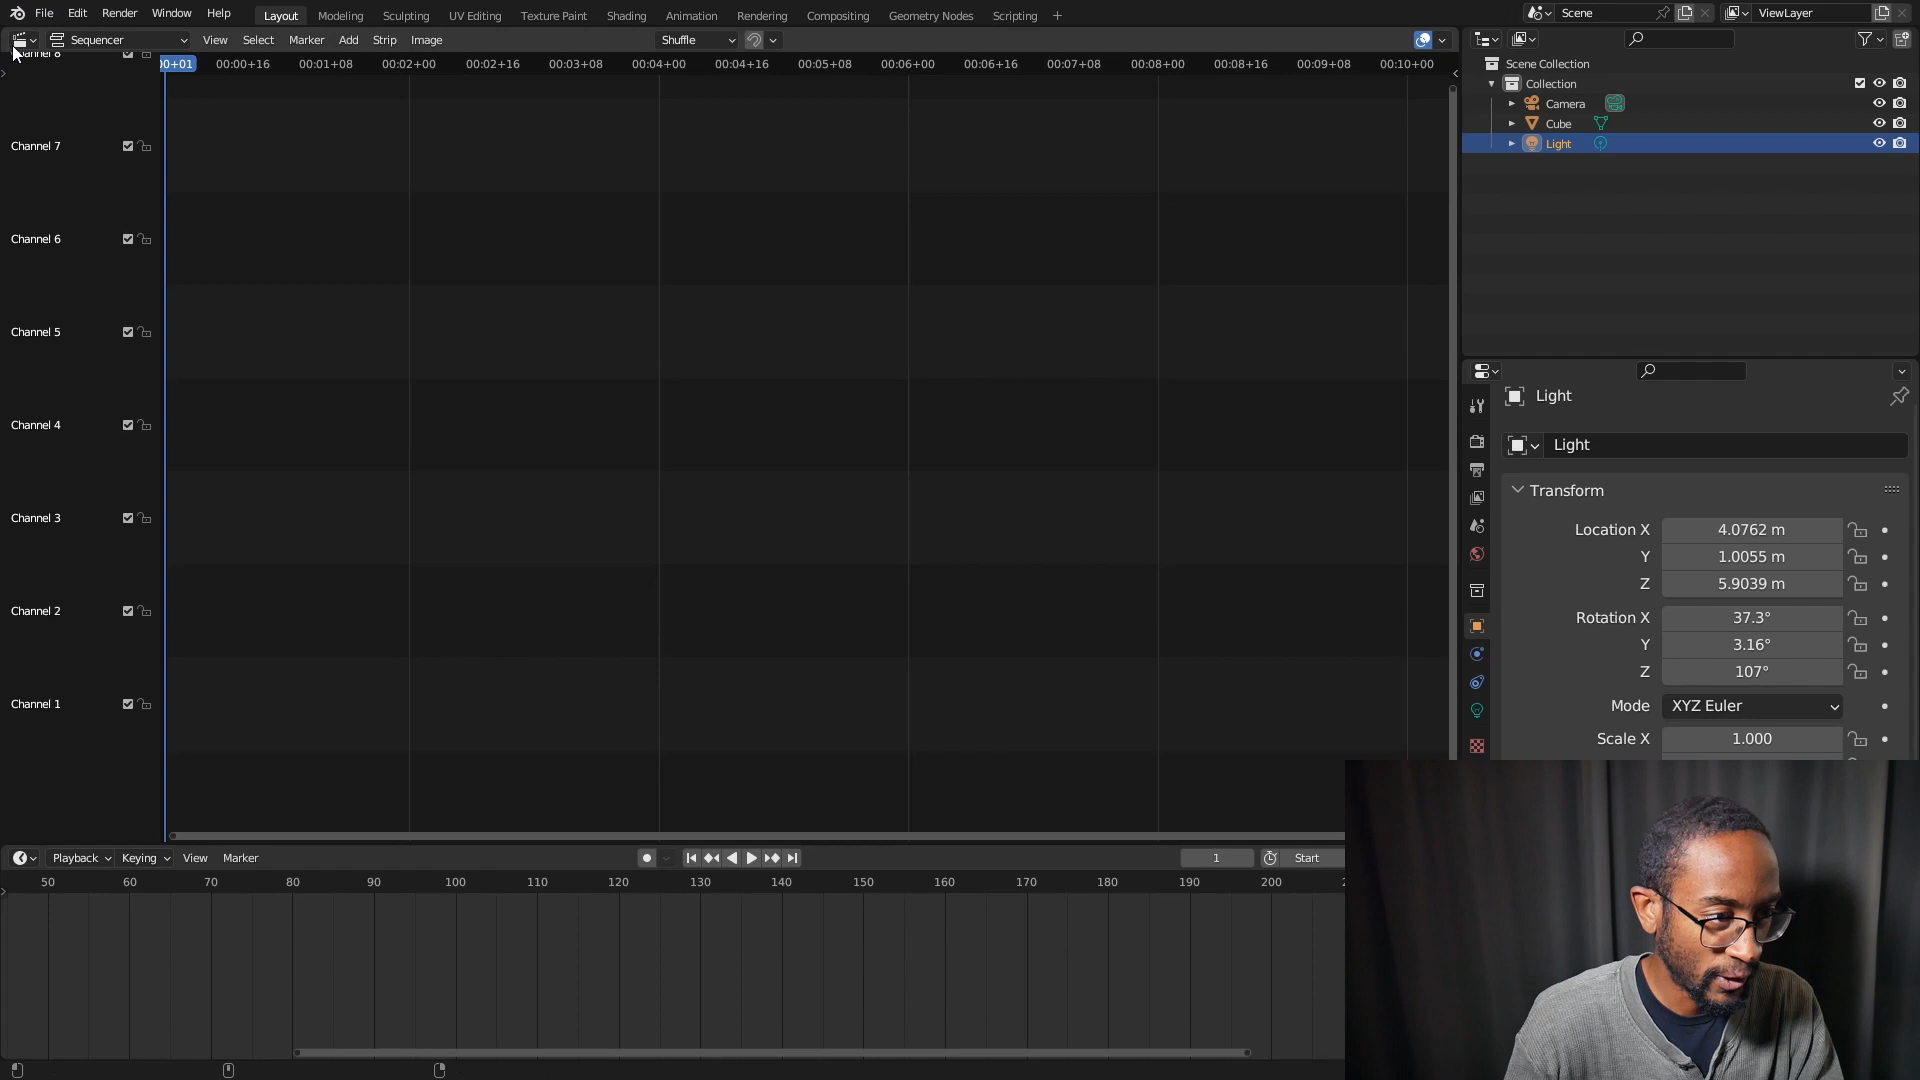 File Edit Render Window Help Layout Modeling Sculpting UV Editing Texture Paint Shading Animation Rendering Compositing Geometry Nodes Scripting + Scene ViewLayer
Sequencer View Select Marker Add Strip Image Shuffle
Channel 8
00+01 00:00+16 00:01+08 00:02+00 00:02+16 00:03+08 00:04+00 00:04+16 00:05+08 00:06+00 00:06+16 00:07+08 00:08+00 00:08+16 00:09+08 00:10+00
Channel 7
Channel 6
Channel 5
Channel 4
Channel 3
Channel 2
Channel 1
Scene Collection
Collection
Camera
Cube
Light
Light
Light
Transform
Location X 4.0762 m
Y 1.0055 m
Z 5.9039 m
Rotation X 37.3°
Y 3.16°
Z 107°
Mode XYZ Euler
Scale X 1.000
Playback Keying View Marker 1 Start
50 60 70 80 90 100 110 120 130 140 150 160 170 180 190 200